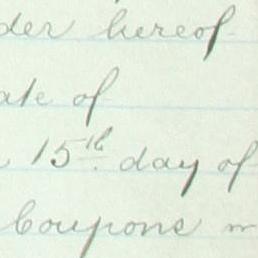 der hereof
ate of
15th day of
Coupons